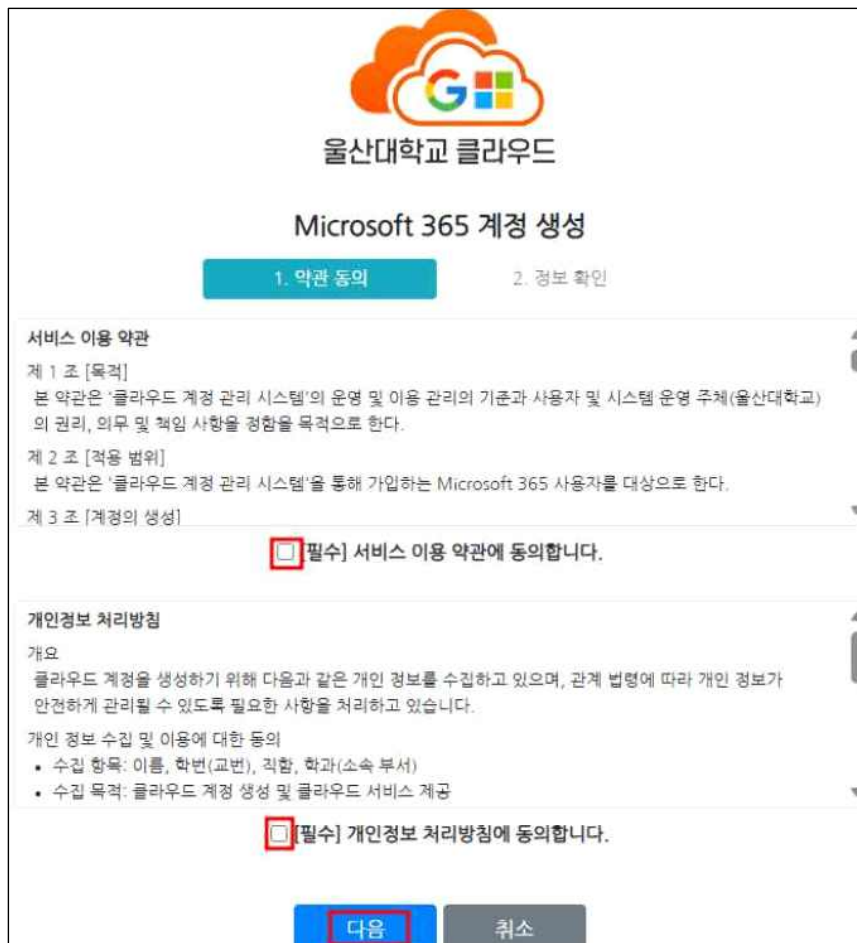 G
울산대학교 클라우드
Microsoft 365 계정 생성
1. 약관 동의
2. 정보 확인
서비스 이용 약관
제 1 조 [목적]
본 약관은 '클라우드 계정 관리 시스템'의 운영 및 이용 관리의 기준과 사용자 및 시스템 운영 주체(울산대학교)
의 권리, 의무 및 책임 사항을 정함을 목적으로 한다.
제 2 조 [적용 범위]
본 약관은 '클라우드 계정 관리 시스템'을 통해 가입하는 Microsoft 365 사용자를 대상으로 한다.
제 3 조 [계정의 생성]
[필수] 서비스 이용 약관에 동의합니다.
개인정보 처리방침
개요
클라우드 계정을 생성하기 위해 다음과 같은 개인 정보를 수집하고 있으며, 관계 법령에 따라 개인 정보가
안전하게 관리될 수 있도록 필요한 사항을 처리하고 있습니다.
개인 정보 수집 및 이용에 대한 동의
• 수집 항목: 이름, 학번(교번), 직함, 학과(소속 부서)
• 수집 목적: 클라우드 계정 생성 및 클라우드 서비스 제공
[필수] 개인정보 처리방침에 동의합니다.
다음
취소